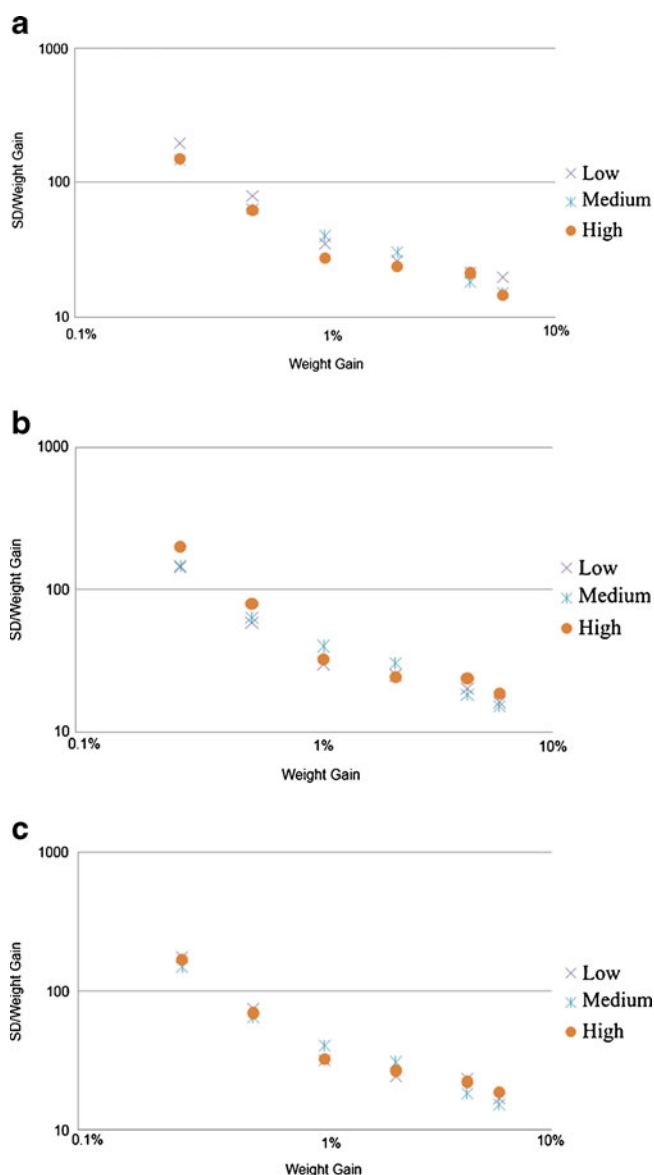 a
1000
SD/Weight Gain
100
10
0.1%
1%
10%
Weight Gain
Low
Medium
High
b
1000
SD/Weight Gain
100
10
0.1%
1%
10%
Weight Gain
Low
Medium
High
c
1000
SD/Weight Gain
100
10
0.1%
1%
10%
Weight Gain
Low
Medium
High